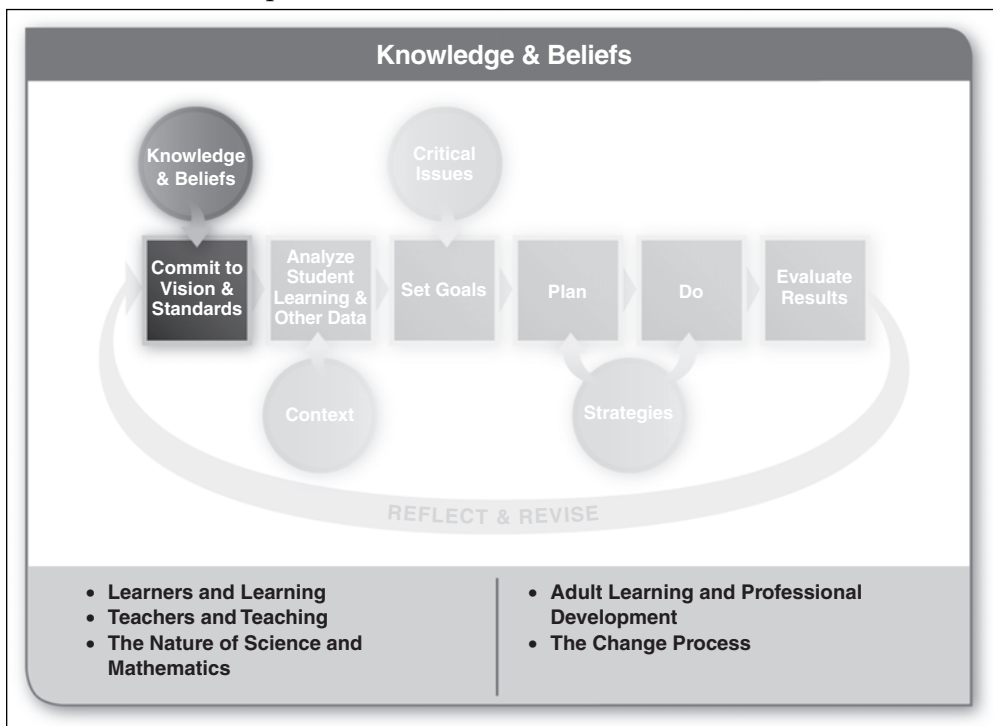 Knowledge & Beliefs
Knowledge
& Beliefs
Critical
Issues
Commit to
Vision &
Standards
Analyze
Student
Learning &
Other Data
Set Goals
Plan
Do
Evaluate
Results
Context
Strategies
REFLECT & REVISE
• Learners and Learning
• Teachers and Teaching
• The Nature of Science and
Mathematics
• Adult Learning and Professional
Development
• The Change Process